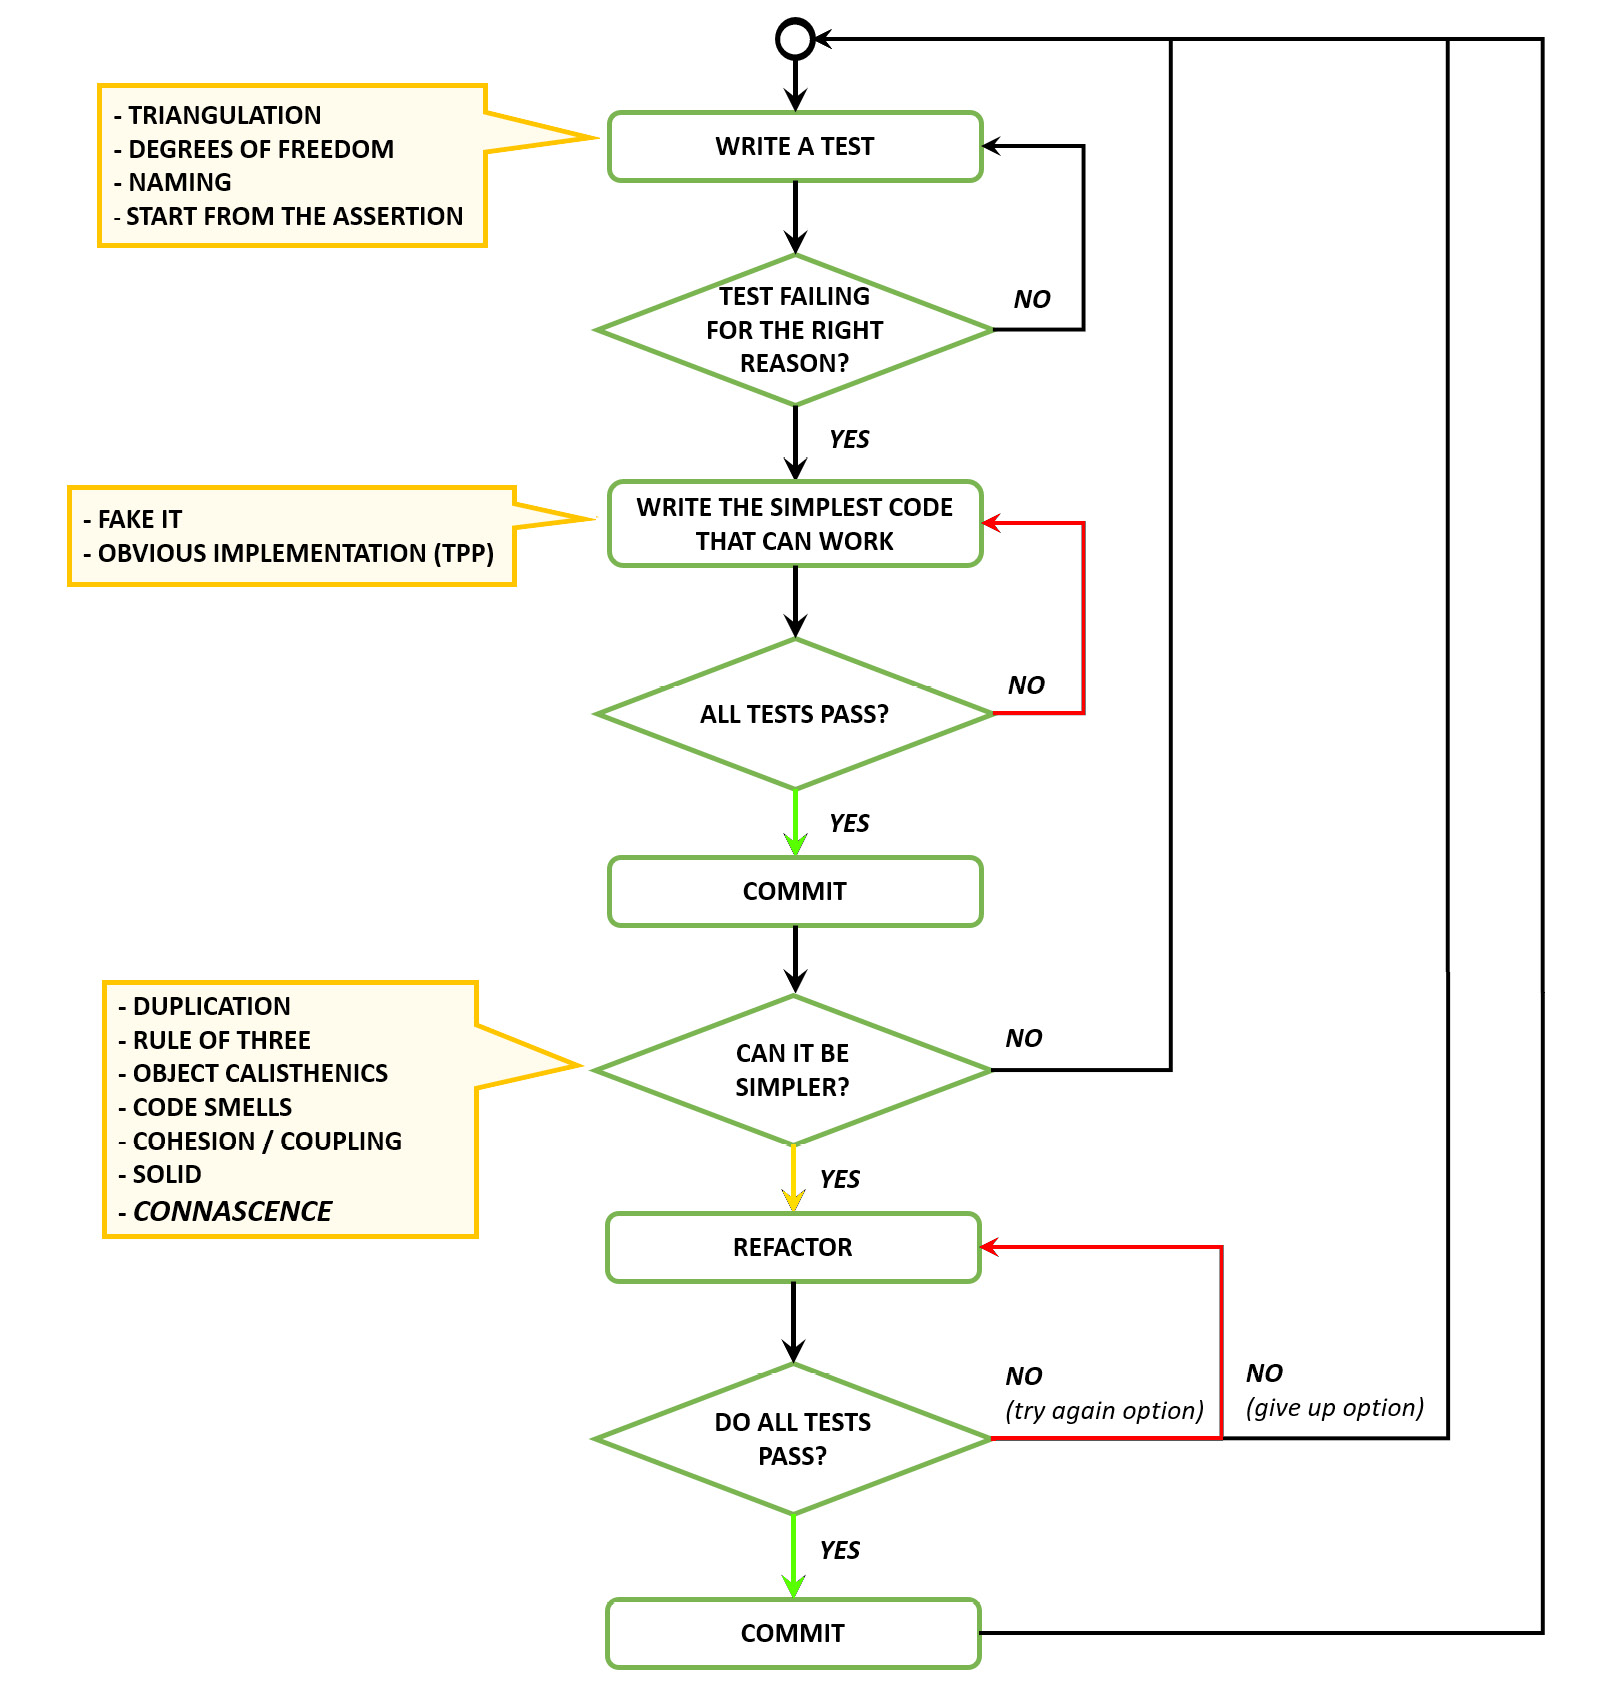 - TRIANGULATION
- DEGREES OF FREEDOM
- NAMING
- START FROM THE ASSERTION
WRITE A TEST
TEST FAILING
FOR THE RIGHT
REASON?
NO
YES
- FAKE IT
- OBVIOUS IMPLEMENTATION (TPP)
WRITE THE SIMPLEST CODE
THAT CAN WORK
ALL TESTS PASS?
NO
YES
COMMIT
- DUPLICATION
- RULE OF THREE
- OBJECT CALISTHENICS
- CODE SMELLS
- COHESION / COUPLING
- SOLID
- CONNASCENCE
CAN IT BE
SIMPLER?
NO
YES
REFACTOR
DO ALL TESTS
PASS?
NO
(try again option)
NO
(give up option)
YES
COMMIT